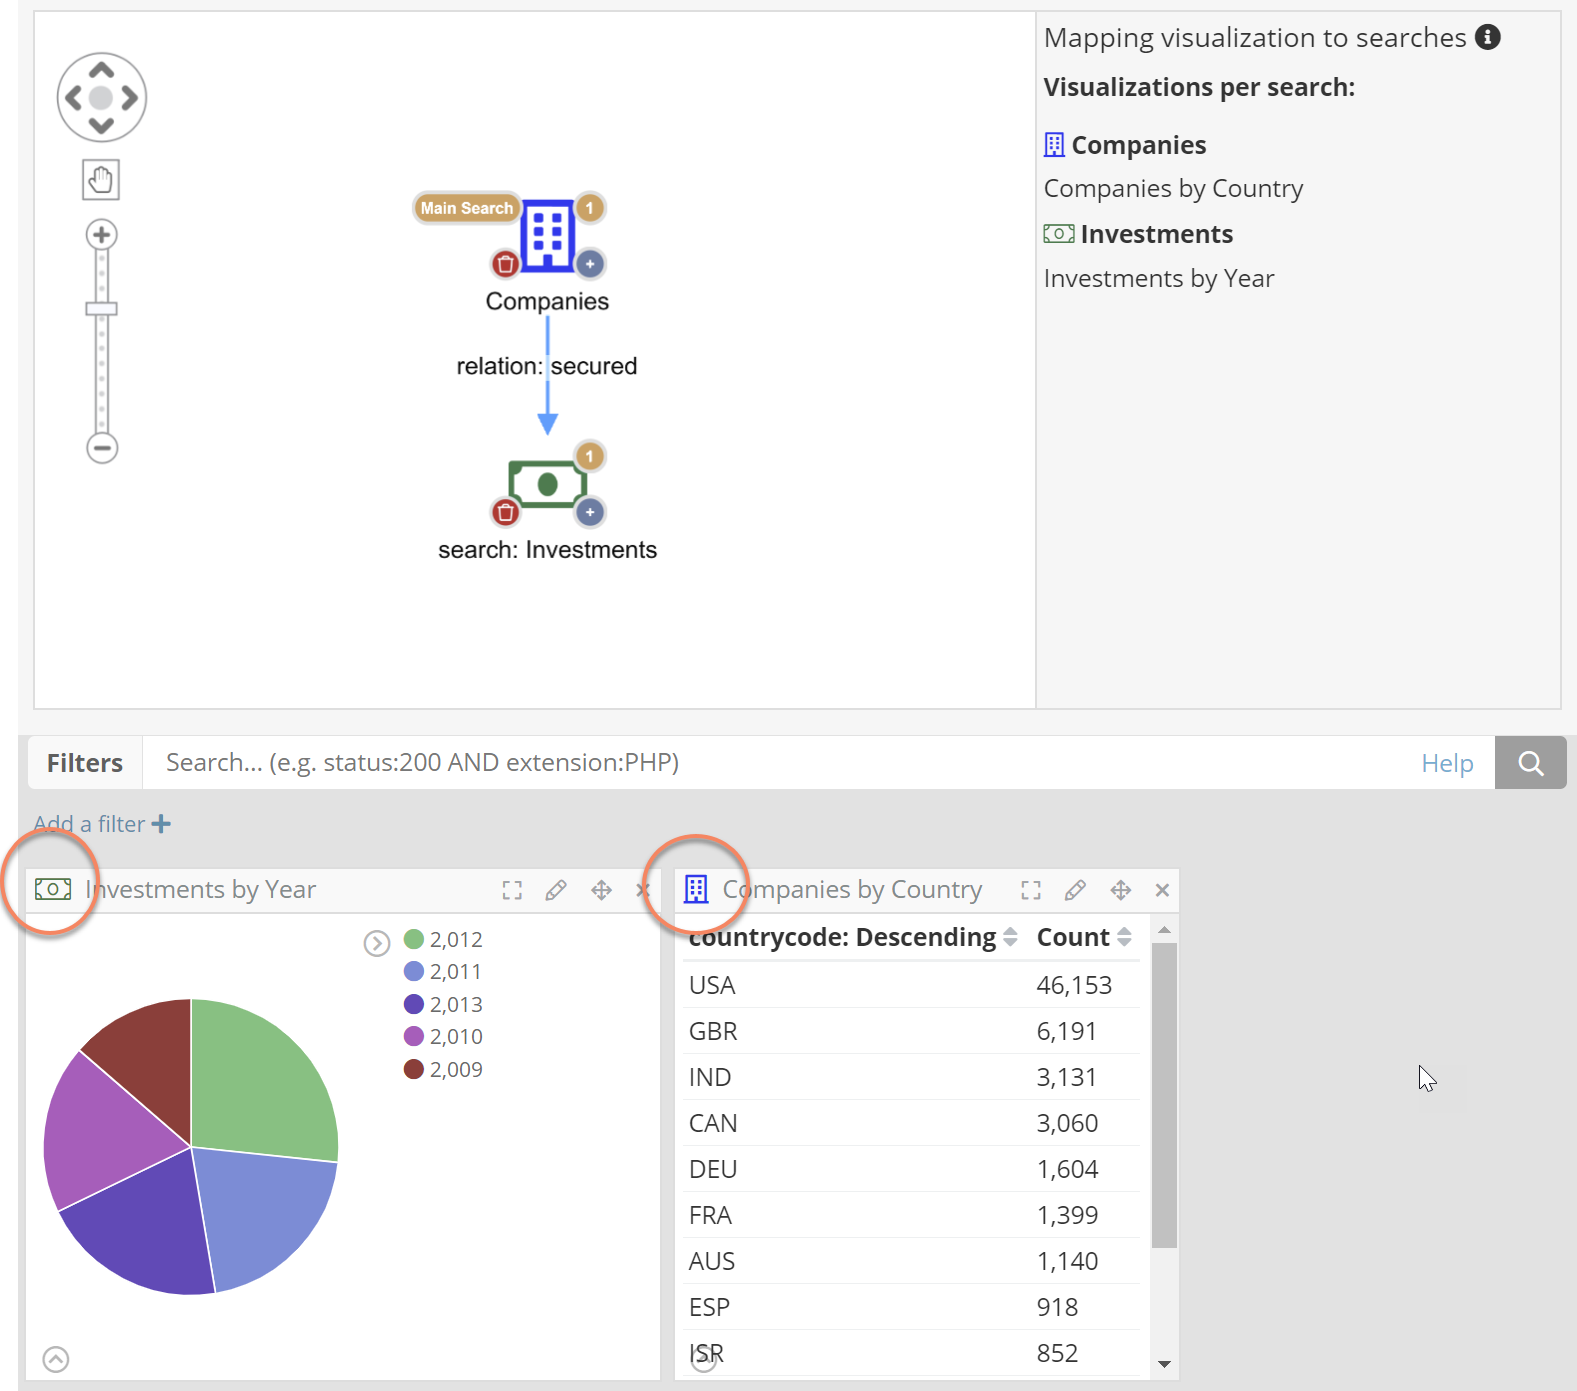 Mapping visualization to searches
Visualizations per search:
Companies
Companies by Country
Investments
Investments by Year
Main Search
1
Companies
relation: secured
1
search: Investments
Filters
Search... (e.g. status:200 AND extension:PHP)
Help
Add a filter
Investments by Year
2,012
2,011
2,013
2,010
2,009
Companies by Country
countrycode: Descending Count
USA 46,153
GBR 6,191
IND 3,131
CAN 3,060
DEU 1,604
FRA 1,399
AUS 1,140
ESP 918
ISR 852